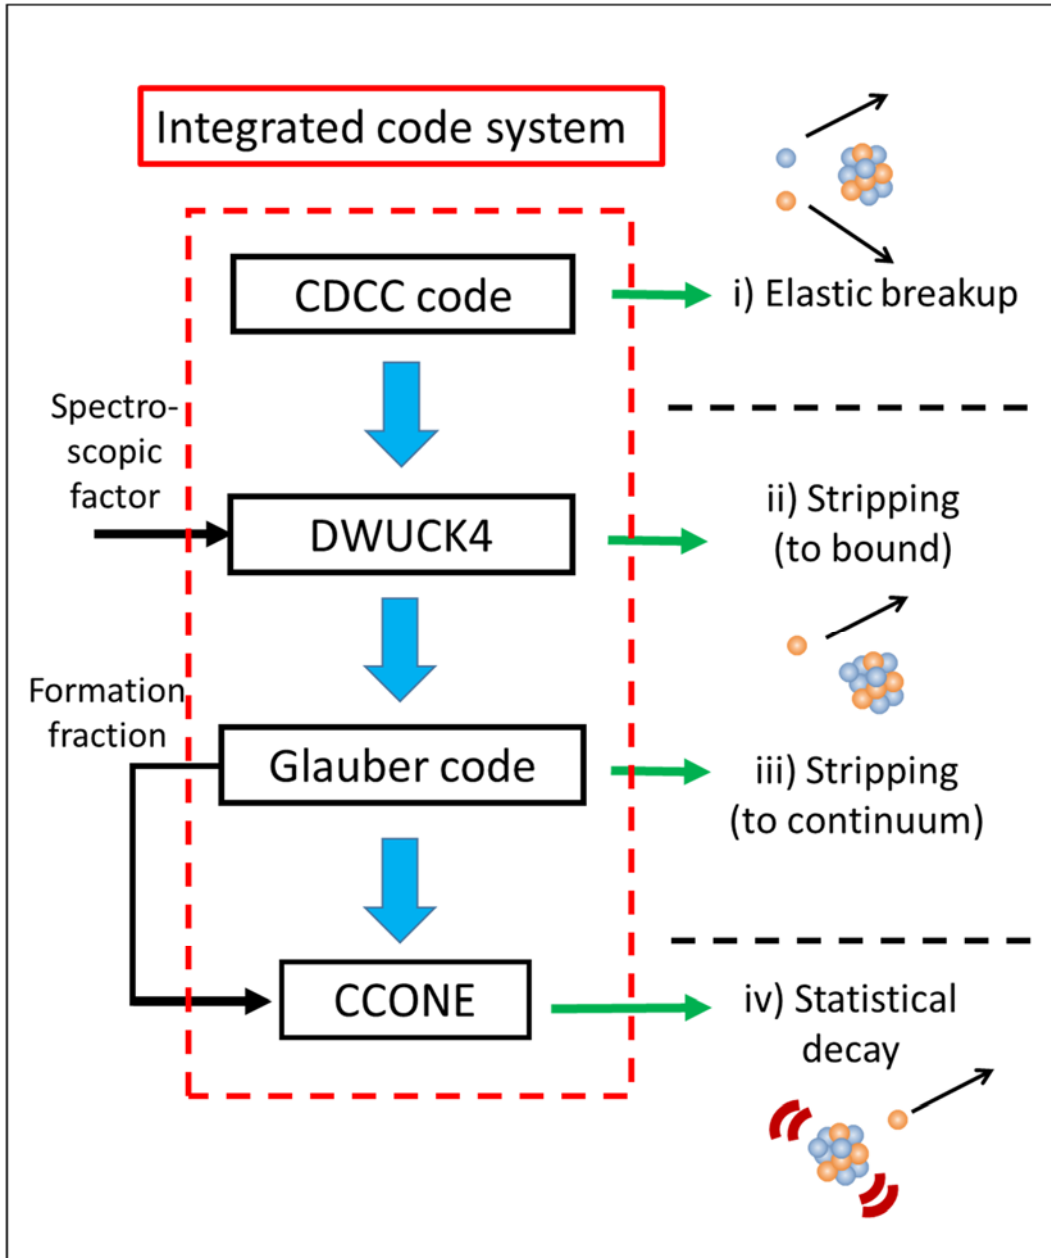 Integrated code system
CDCC code
i) Elastic breakup
Spectro-
scopic
factor
DWUCK4
ii) Stripping
(to bound)
Formation
fraction
Glauber code
iii) Stripping
(to continuum)
CCONE
iv) Statistical
decay